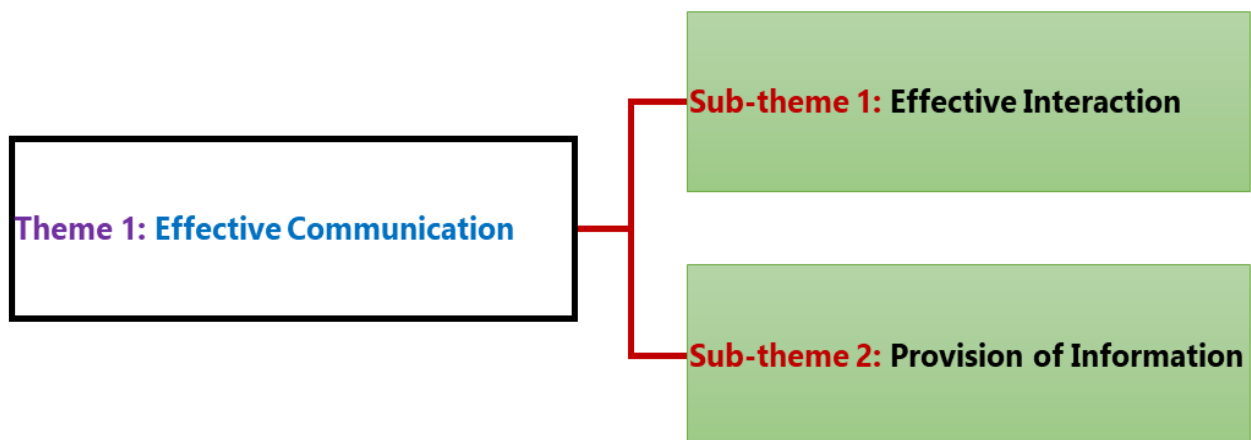 Sub-theme 1: Effective Interaction
Theme 1: Effective Communication
Sub-theme 2: Provision of Information